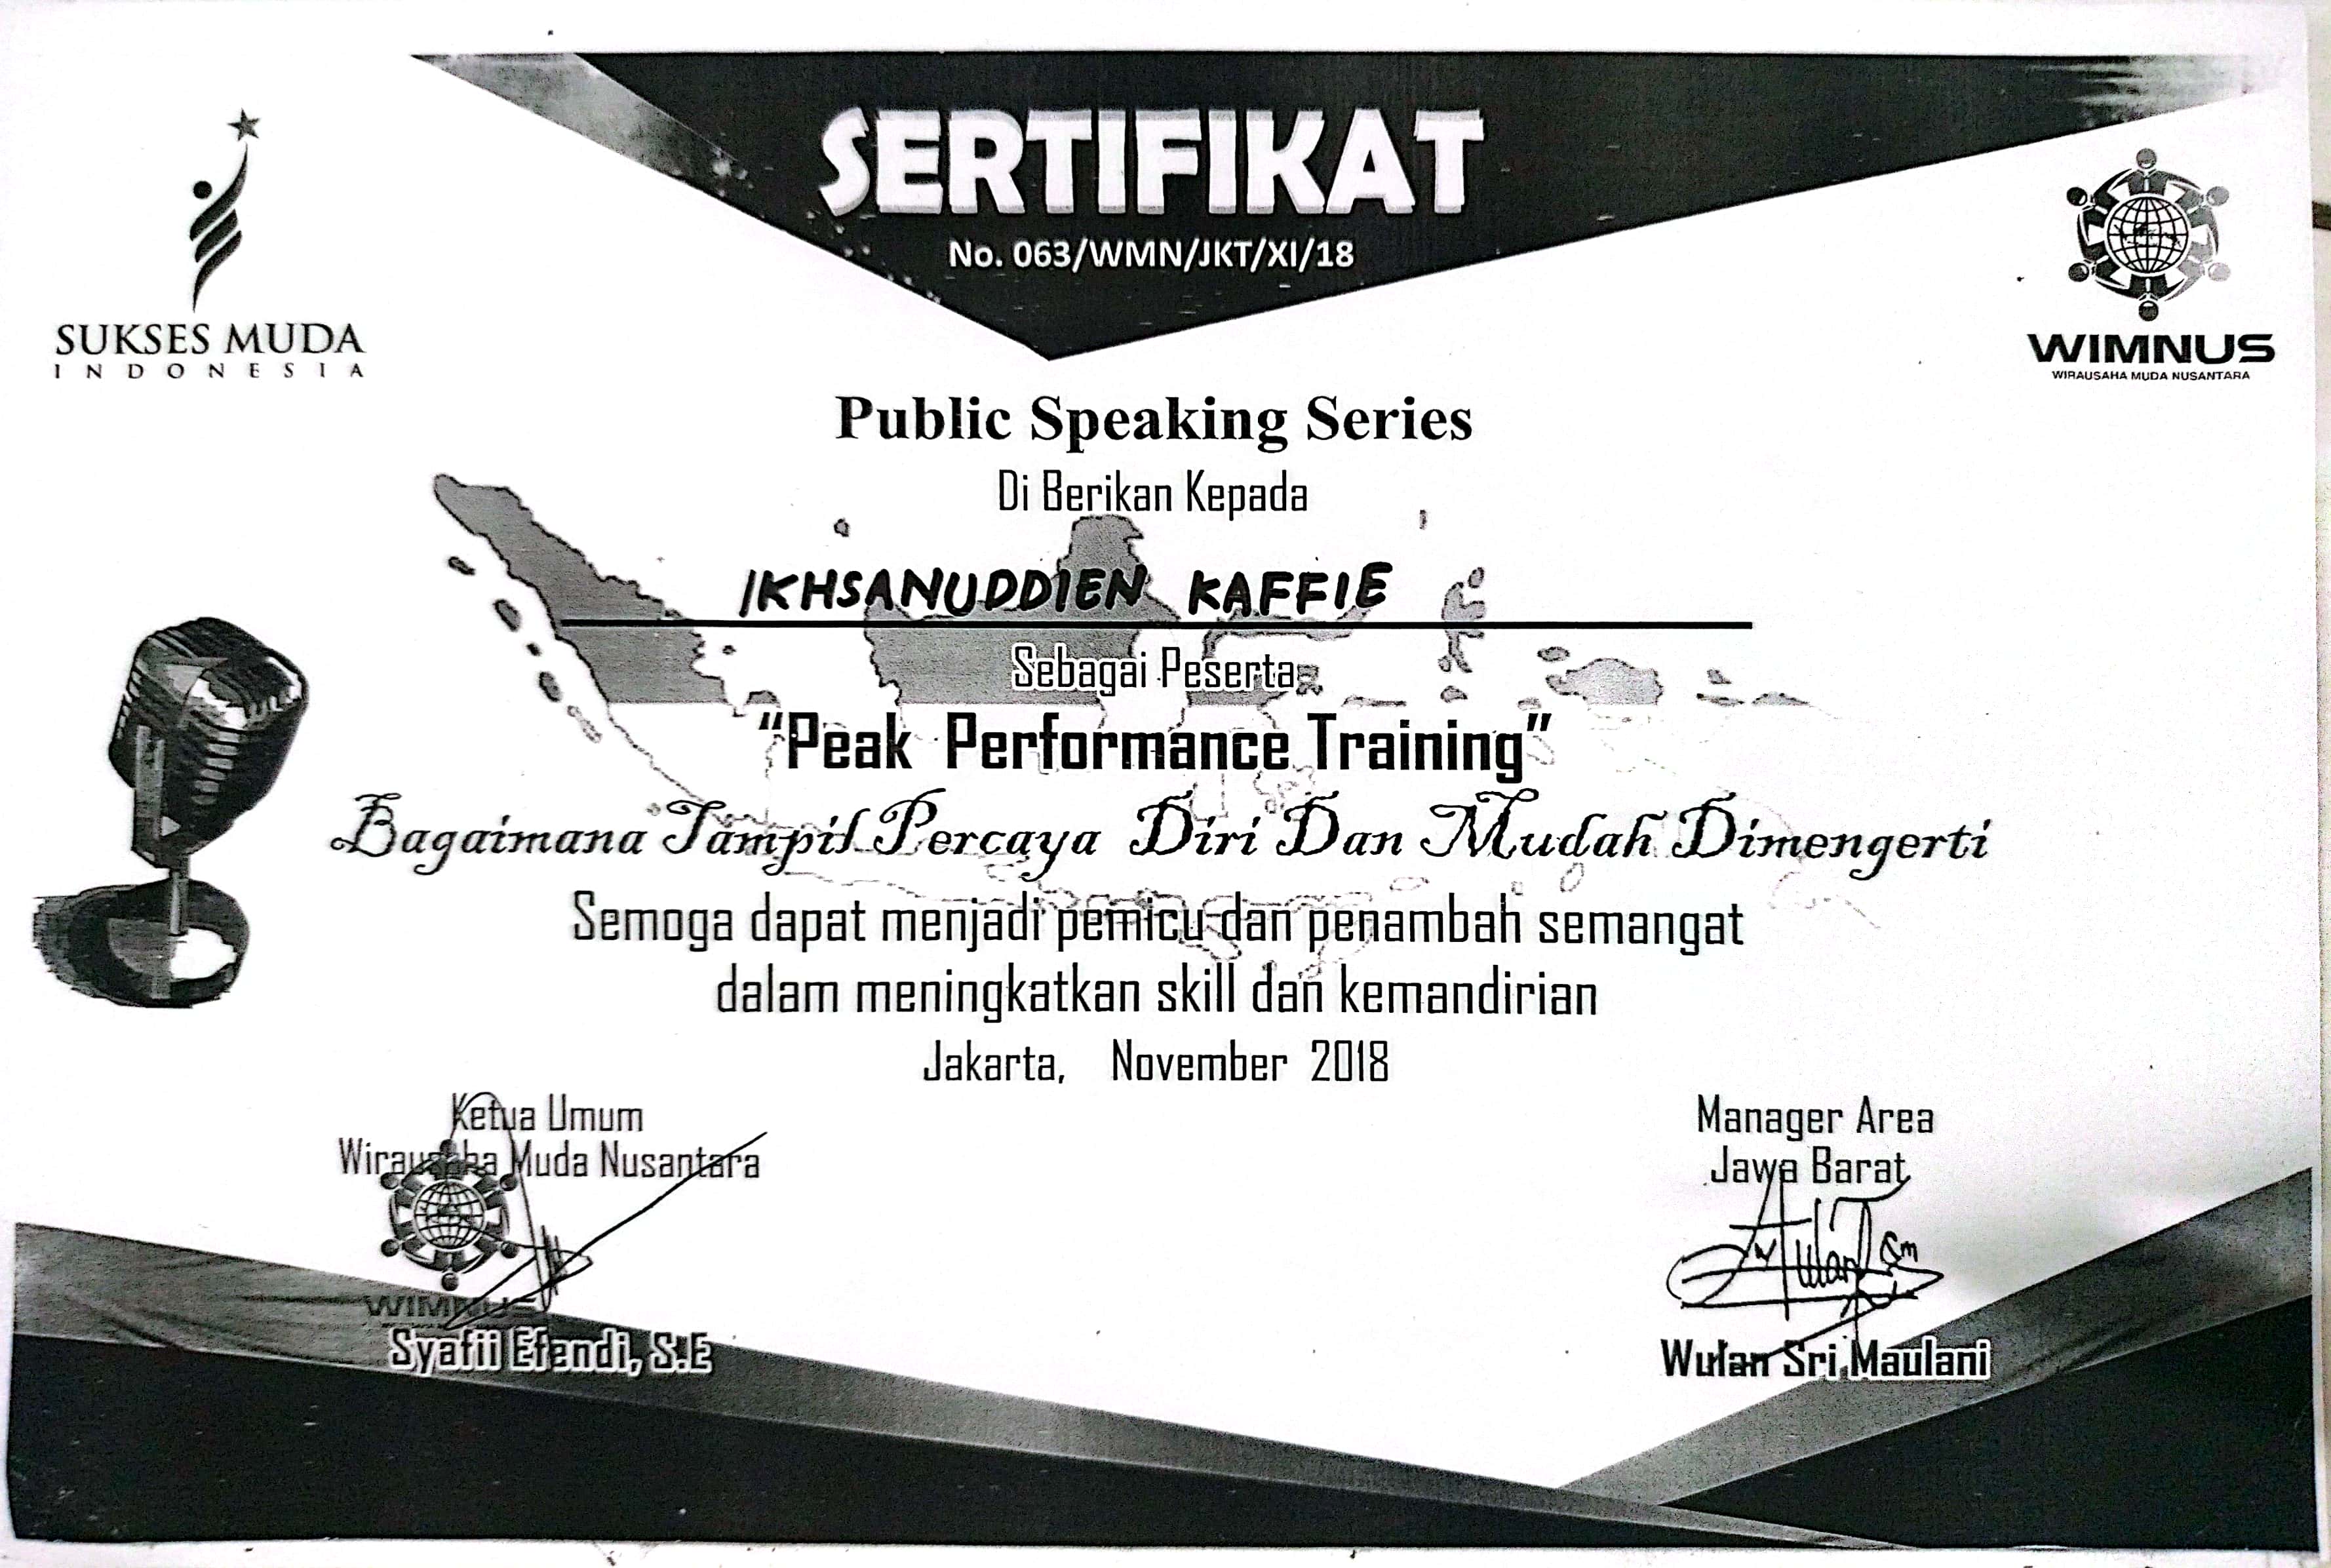 SERTIFIKAT
No. 063/WMN/JKT/XI/18
SUKSES MUDA
INDONESIA
WIMNUS
WIRAUSAHA MUDA NUSANTARA
Public Speaking Series
Di Berikan Kepada
IKHSANUDDIEN KAFFIE
Sebagai Peserta
“Peak Performance Training”
Bagaimana Tampil Percaya Diri Dan Mudah Dimengerti
Semoga dapat menjadi pemicu dan penambah semangat
dalam meningkatkan skill dan kemandirian
Jakarta, November 2018
Ketua Umum
Wirausaha Muda Nusantara
WIMNUS
Syafii Efendi, S.E
Manager Area
Jawa Barat
Wulan Sri Maulani